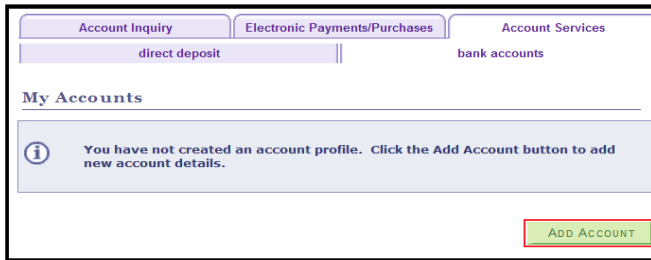 Account Inquiry Electronic Payments/Purchases Account Services
direct deposit bank accounts
My Accounts
You have not created an account profile. Click the Add Account button to add
new account details.
ADD ACCOUNT